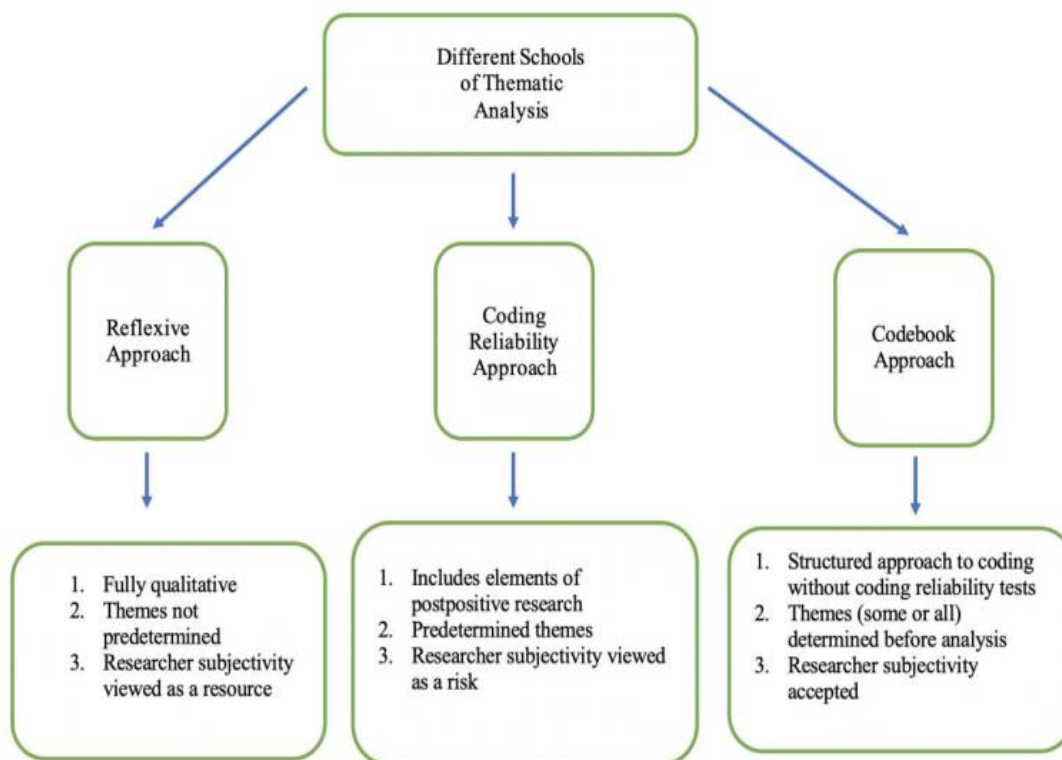 Different Schools
of Thematic
Analysis
Reflexive
Approach
Coding
Reliability
Approach
Codebook
Approach
1. Fully qualitative
2. Themes not
predetermined
3. Researcher subjectivity
viewed as a resource
1. Includes elements of
postpositive research
2. Predetermined themes
3. Researcher subjectivity viewed
as a risk
1. Structured approach to coding
without coding reliability tests
2. Themes (some or all)
determined before analysis
3. Researcher subjectivity
accepted